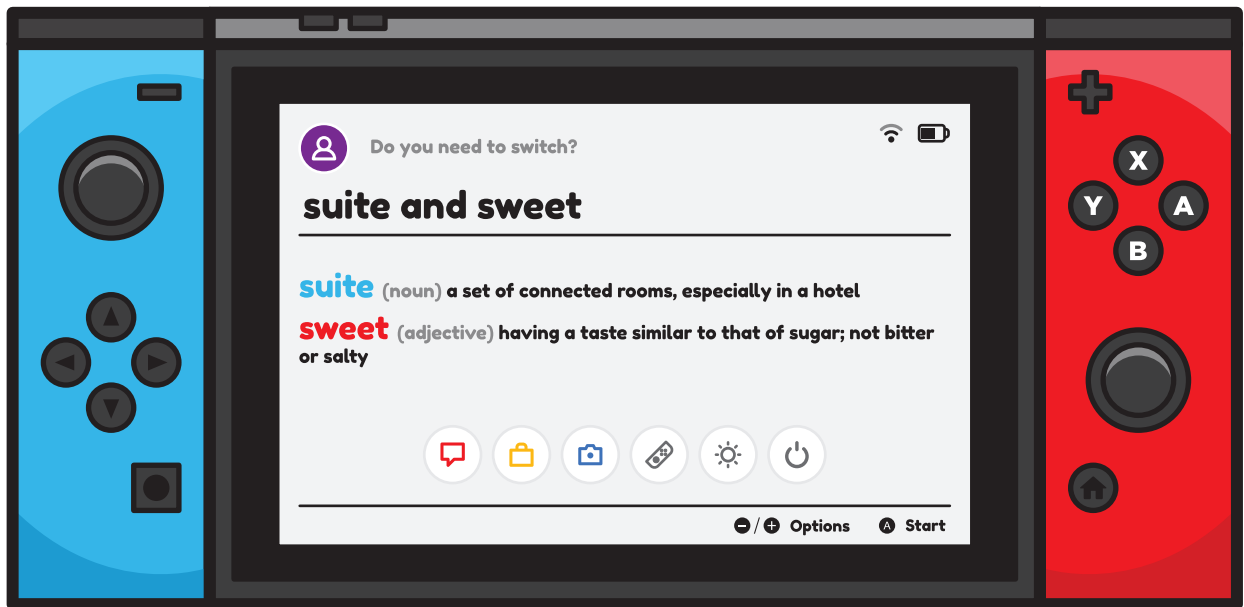 Do you need to switch?
suite and sweet
suite (noun) a set of connected rooms, especially in a hotel
sweet (adjective) having a taste similar to that of sugar; not bitter
or salty
X
Y A
B
/ Options A Start